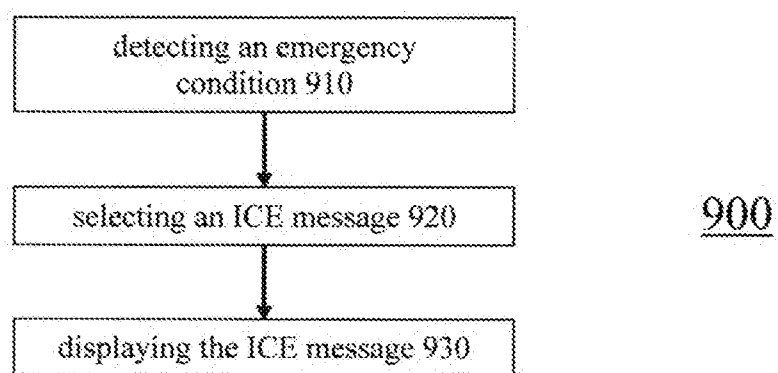 detecting an emergency
condition 910
selecting an ICE message 920
900
displaying the ICE message 930